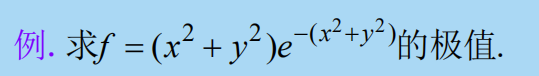 例. 求f = (x² + y²)e^{-(x²+y²)}的极值.